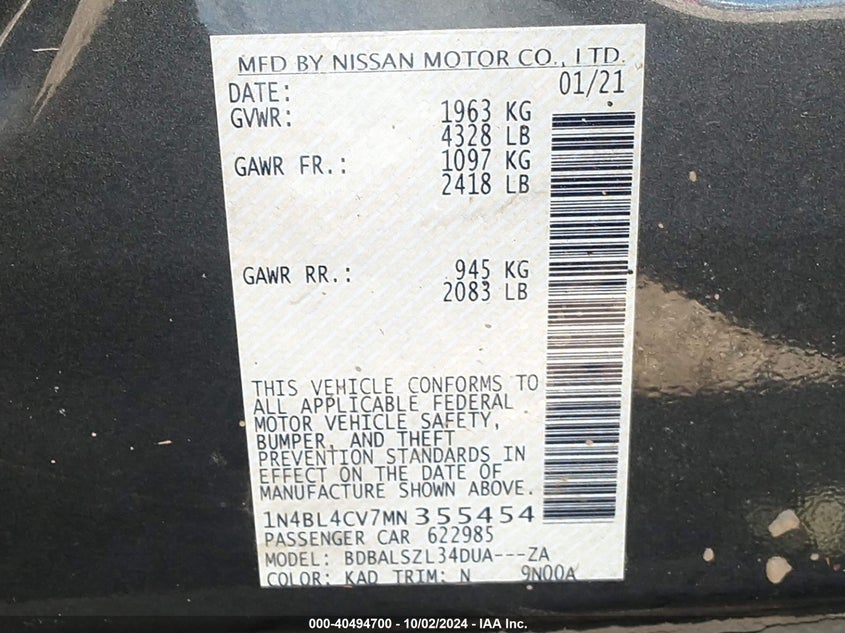 MFD BY NISSAN MOTOR CO., LTD.
DATE: 01/21
GVWR: 1963 KG
4328 LB
GAWR FR.: 1097 KG
2418 LB
GAWR RR.: 945 KG
2083 LB
THIS VEHICLE CONFORMS TO
ALL APPLICABLE FEDERAL
MOTOR VEHICLE SAFETY,
BUMPER, AND THEFT
PREVENTION STANDARDS IN
EFFECT ON THE DATE OF
MANUFACTURE SHOWN ABOVE.
1N4BL4CV7MN355454
PASSENGER CAR 622985
MODEL: BDBALSZL34DUA---ZA
COLOR: KAD TRIM: N 9N00A
000-40494700 - 10/02/2024 - IAA Inc.